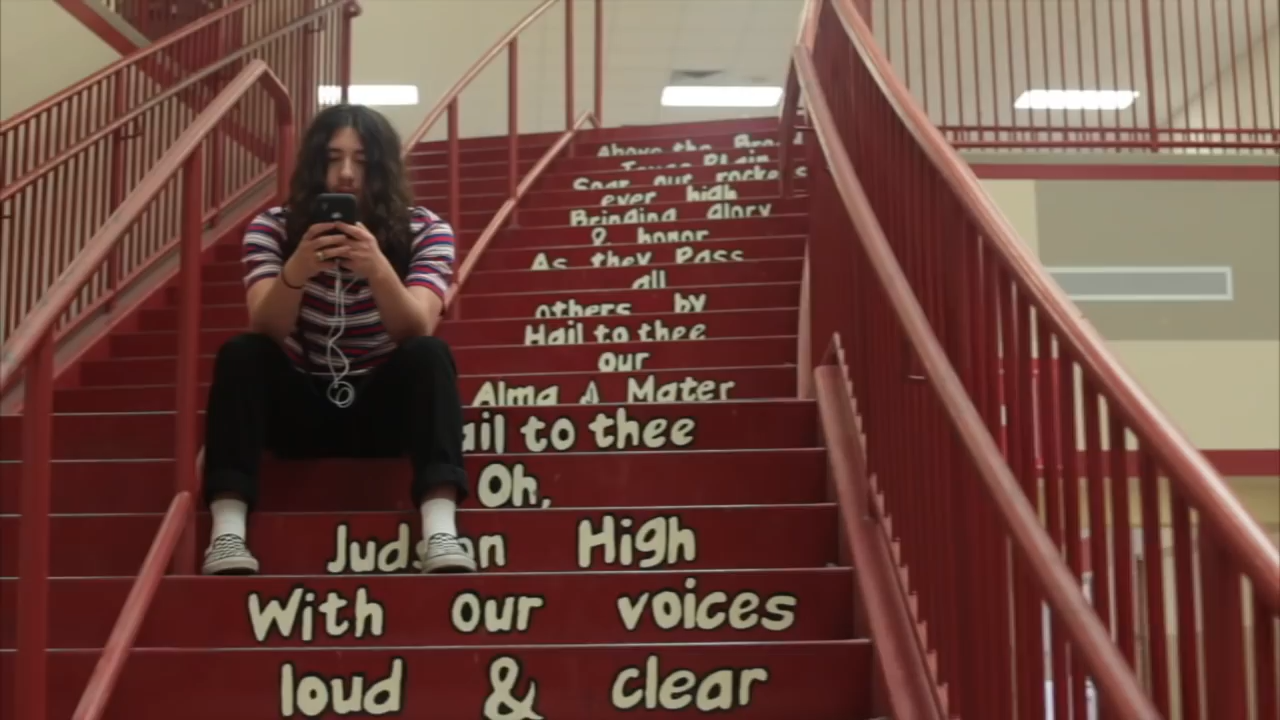 Above the
Texas Plain
Soar our rockets
ever high
Bringing glory
& honor
As they Pass
all
others by
Hail to thee
our
Alma Mater
ail to thee
Oh,
Judson High
With our voices
loud & clear